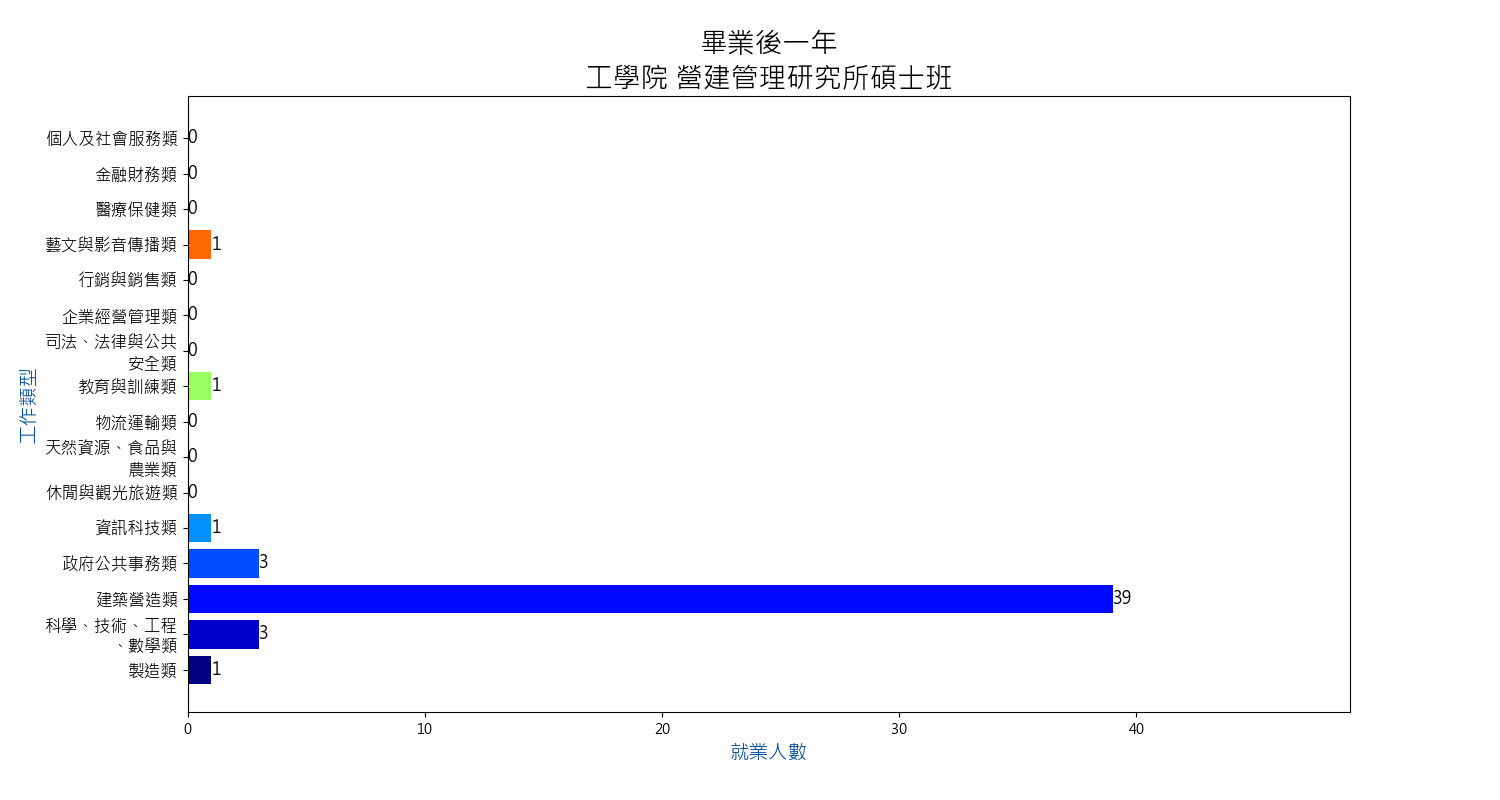 畢業後一年
工學院 營建管理研究所碩士班
個人及社會服務類 0
金融財務類 0
醫療保健類 0
藝文與影音傳播類 1
行銷與銷售類 0
企業經營管理類 0
司法、法律與公共
安全類 0
教育與訓練類 1
物流運輸類 0
天然資源、食品與
農業類 0
休閒與觀光旅遊類 0
資訊科技類 1
政府公共事務類 3
建築營造類 39
科學、技術、工程
、數學類 3
製造類 1
工作類型
0 10 20 30 40
就業人數